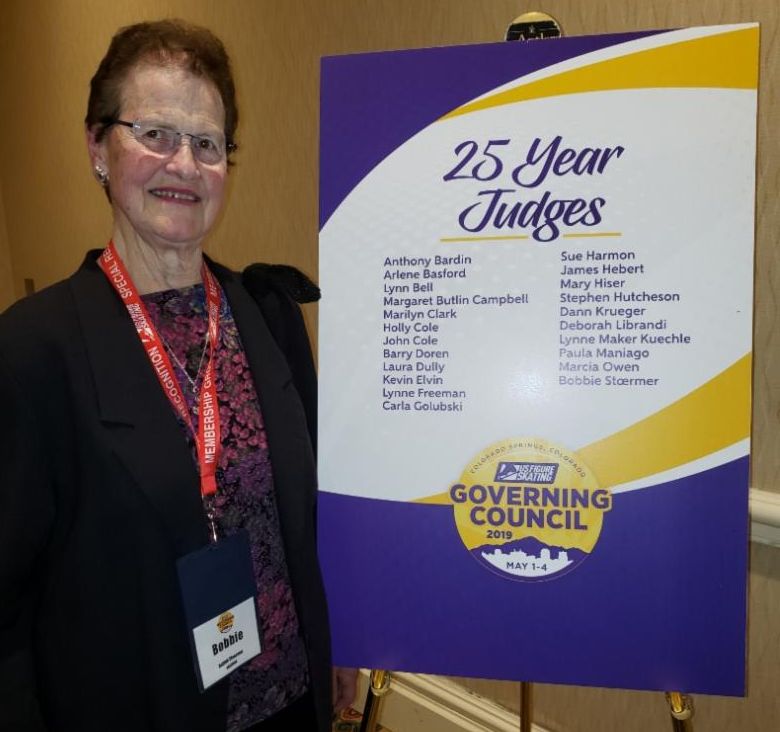 25 Year
Judges
Anthony Bardin
Arlene Basford
Lynn Bell
Margaret Butlin Campbell
Marilyn Clark
Holly Cole
John Cole
Barry Doren
Laura Dully
Kevin Elvin
Lynne Freeman
Carla Golubski
Sue Harmon
James Hebert
Mary Hiser
Stephen Hutcheson
Dann Krueger
Deborah Librandi
Lynne Maker Kuechle
Paula Maniago
Marcia Owen
Bobbie Stœrmer
COLORADO SPRINGS, COLORADO
US FIGURE
SKATING
GOVERNING
COUNCIL
2019
MAY 1-4
SPECIAL RE
MEMBERSHIP
Bobbie